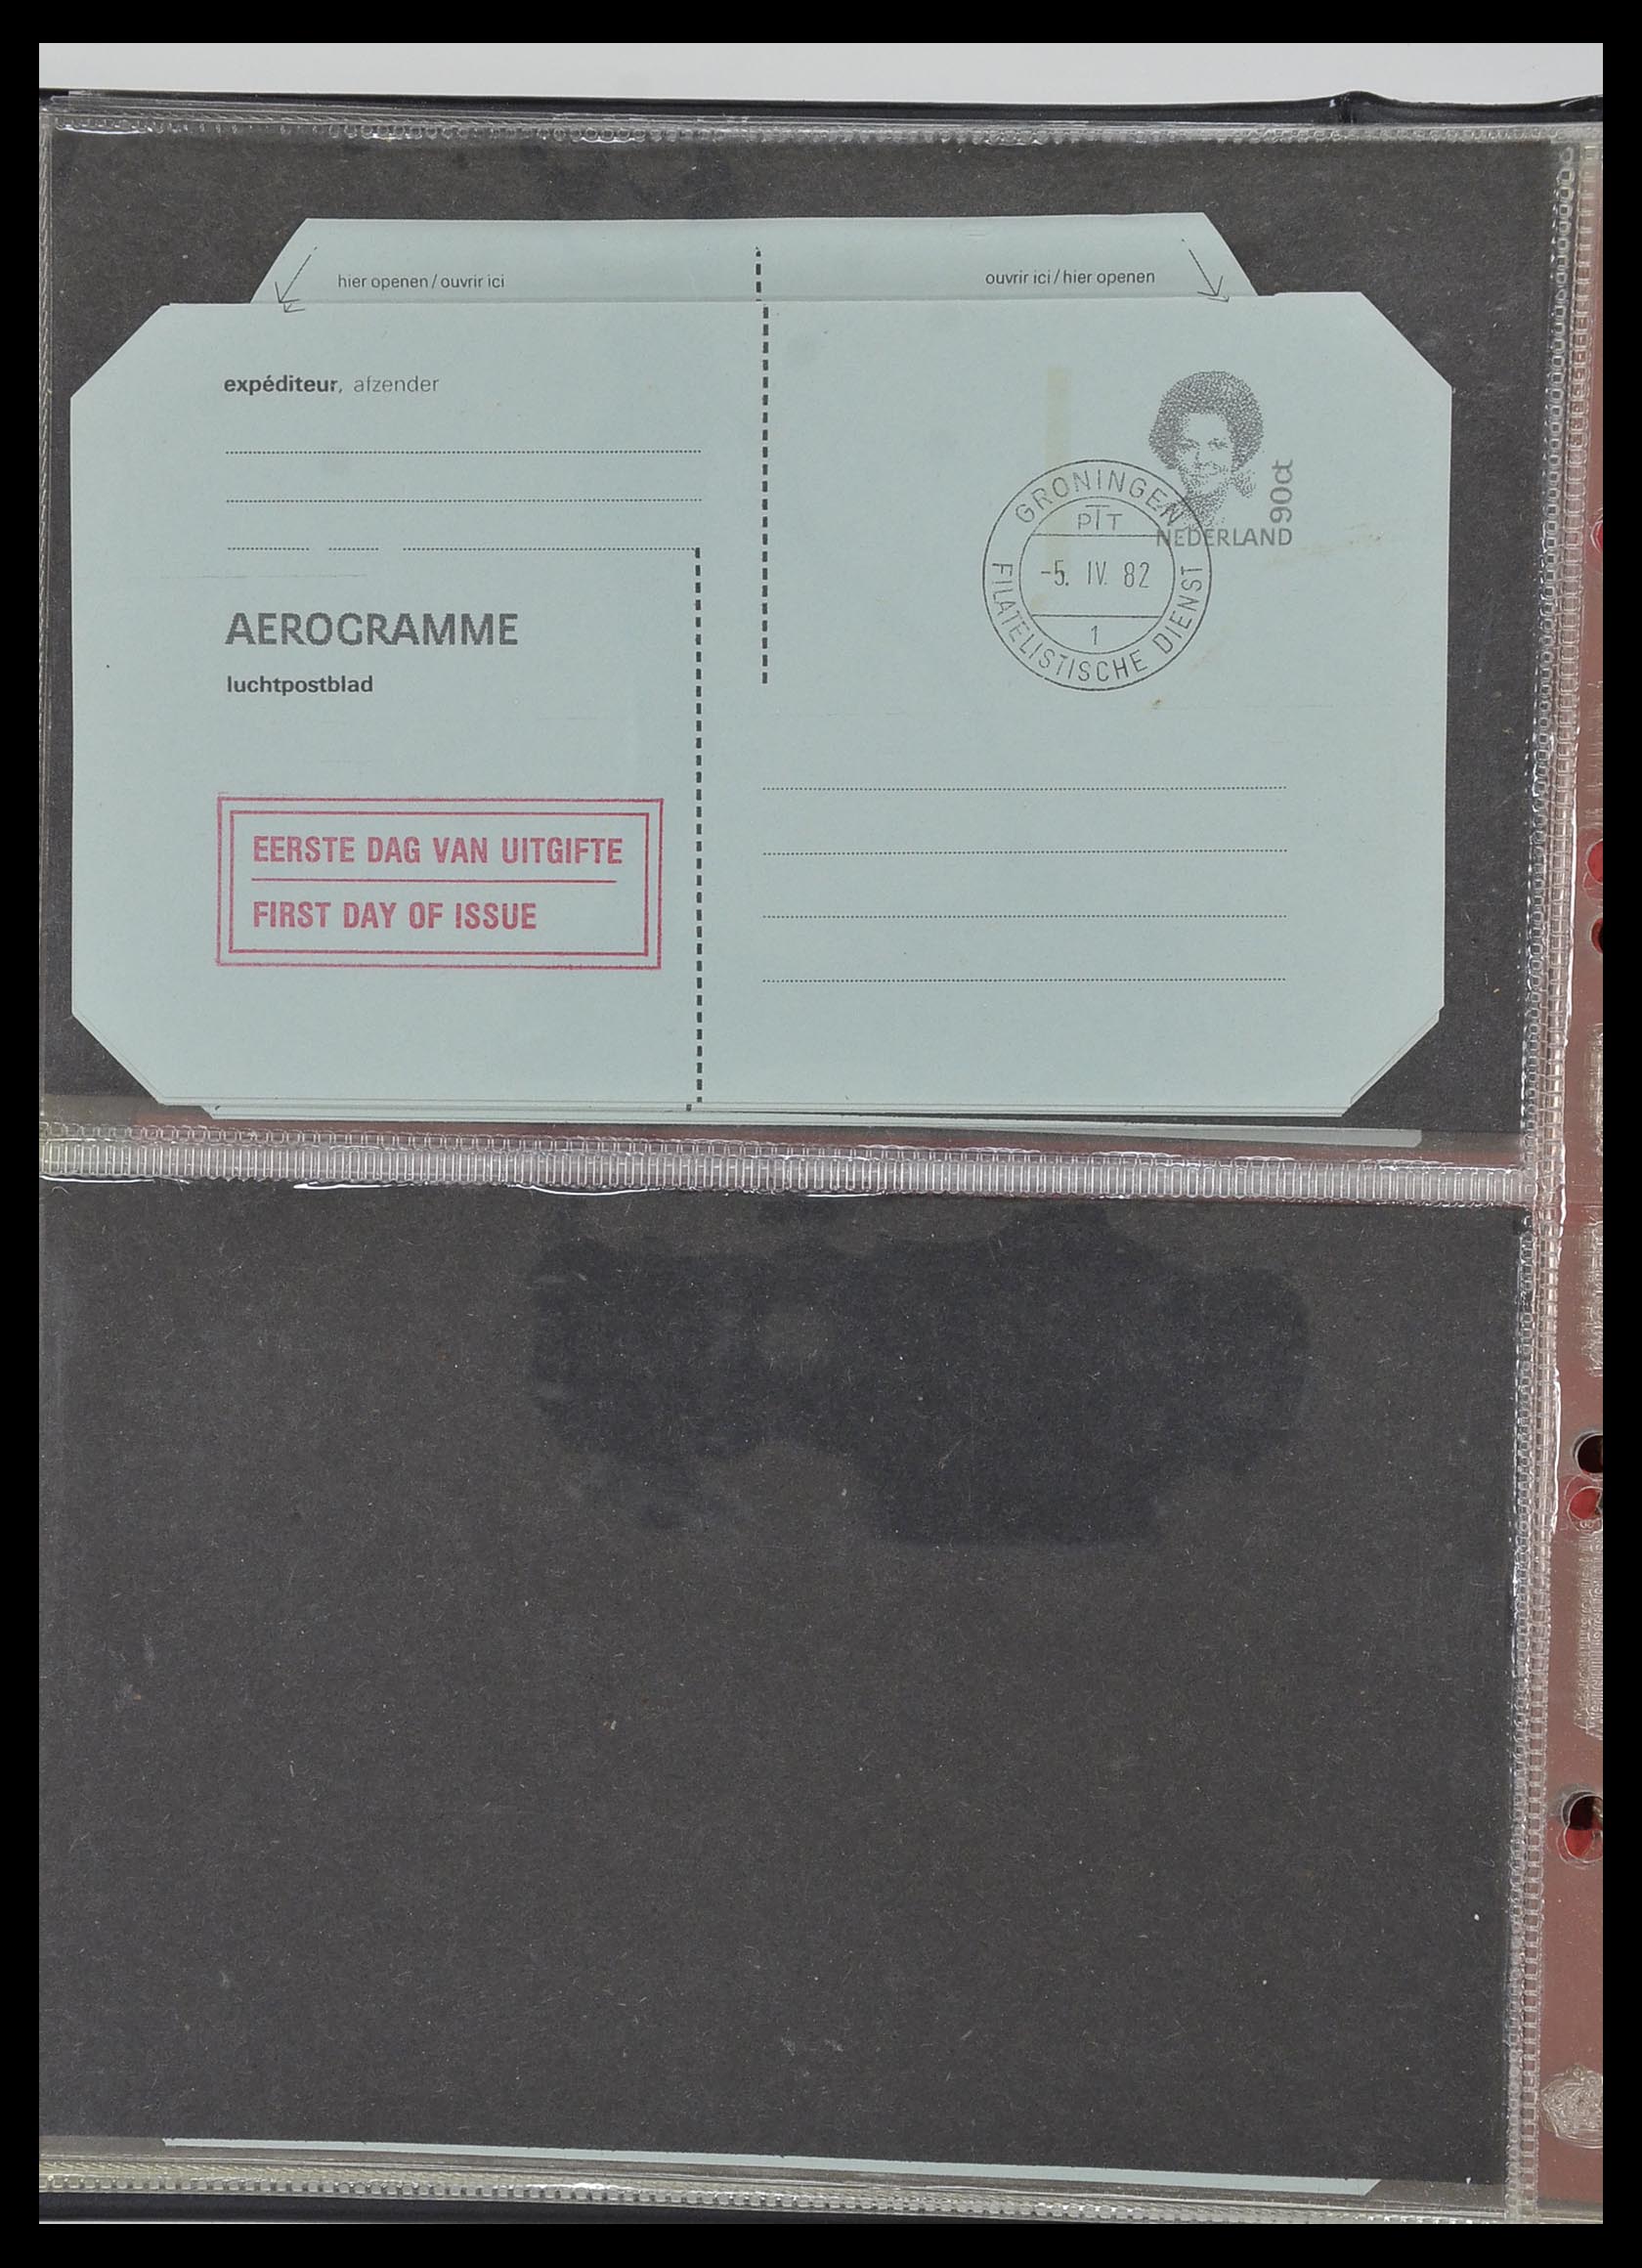 hier openen / ouvrir ici
ouvrir ici / hier openen
expéditeur, afzender
90ct
NEDERLAND
GRONINGEN
PTT
-5. IV. 82
1
FILATELISTISCHE DIENST
AEROGRAMME
luchtpostblad
EERSTE DAG VAN UITGIFTE
FIRST DAY OF ISSUE